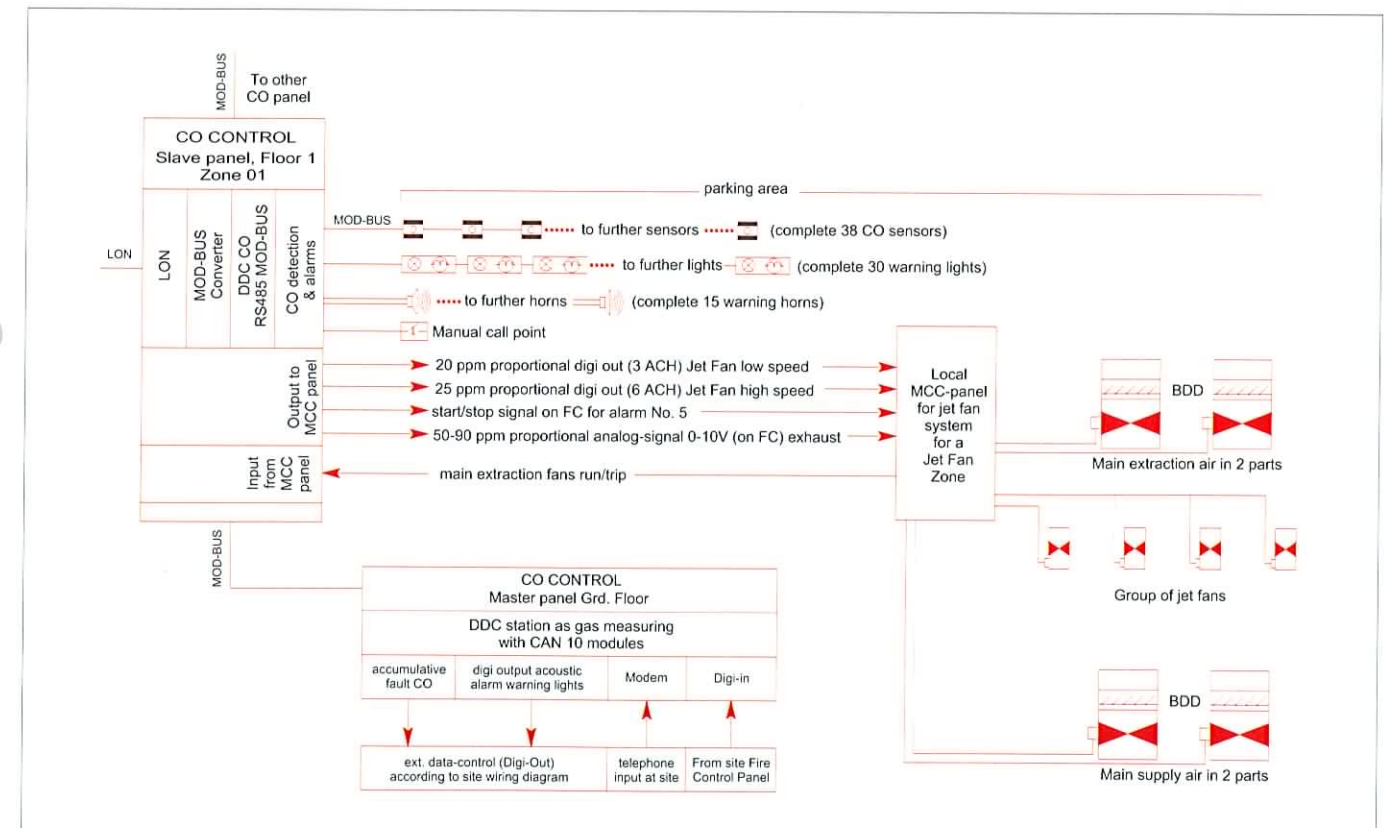 MOD-BUS
To other
CO panel
CO CONTROL
Slave panel, Floor 1
Zone 01
LON
LON
MOD-BUS
Converter
DDC CO
RS485 MOD-BUS
CO detection
& alarms
MOD-BUS
parking area
to further sensors
(complete 38 CO sensors)
to further lights
(complete 30 warning lights)
to further horns
(complete 15 warning horns)
Manual call point
Output to
MCC panel
20 ppm proportional digi out (3 ACH) Jet Fan low speed
25 ppm proportional digi out (6 ACH) Jet Fan high speed
start/stop signal on FC for alarm No. 5
50-90 ppm proportional analog-signal 0-10V (on FC) exhaust
Input
from
MCC
panel
main extraction fans run/trip
Local
MCC-panel
for jet fan
system
for a
Jet Fan
Zone
BDD
Main extraction air in 2 parts
Group of jet fans
BDD
Main supply air in 2 parts
MOD-BUS
CO CONTROL
Master panel Grd. Floor
DDC station as gas measuring
with CAN 10 modules
accumulative
fault CO
digi output acoustic
alarm warning lights
Modem
Digi-in
ext. data-control (Digi-Out)
according to site wiring diagram
telephone
input at site
From site Fire
Control Panel